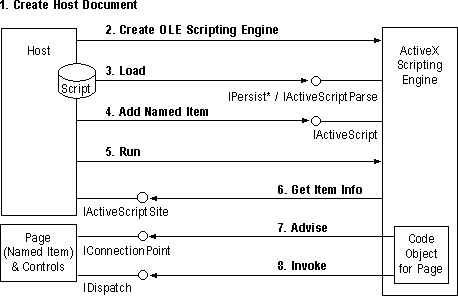 1. Create Host Document
2. Create OLE Scripting Engine
Host
ActiveX
Scripting
Engine
3. Load
Script
IPersist* / IActiveScriptParse
4. Add Named Item
IActiveScript
5. Run
6. Get Item Info
IActiveScriptSite
7. Advise
Page
(Named Item)
& Controls
IConnectionPoint
Code
Object
for Page
8. Invoke
IDispatch